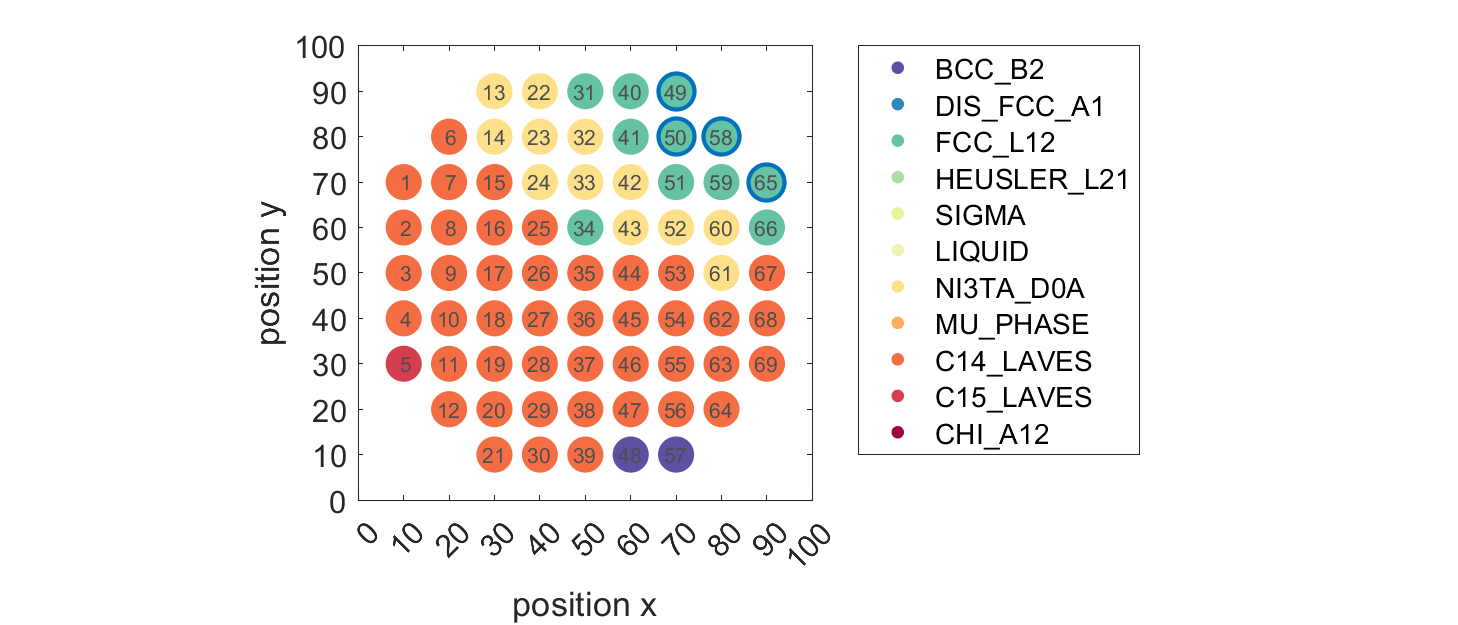 100
90 13 22 31 40 49
80 6 14 23 32 41 50 58
70 1 7 15 24 33 42 51 59 65
60 2 8 16 25 34 43 52 60 66
50 3 9 17 26 35 44 53 61 67
40 4 10 18 27 36 45 54 62 68
30 5 11 19 28 37 46 55 63 69
20 12 20 29 38 47 56 64
10 21 30 39 48 57
0
0 10 20 30 40 50 60 70 80 90 100
position x
position y
BCC_B2
DIS_FCC_A1
FCC_L12
HEUSLER_L21
SIGMA
LIQUID
NI3TA_D0A
MU_PHASE
C14_LAVES
C15_LAVES
CHI_A12